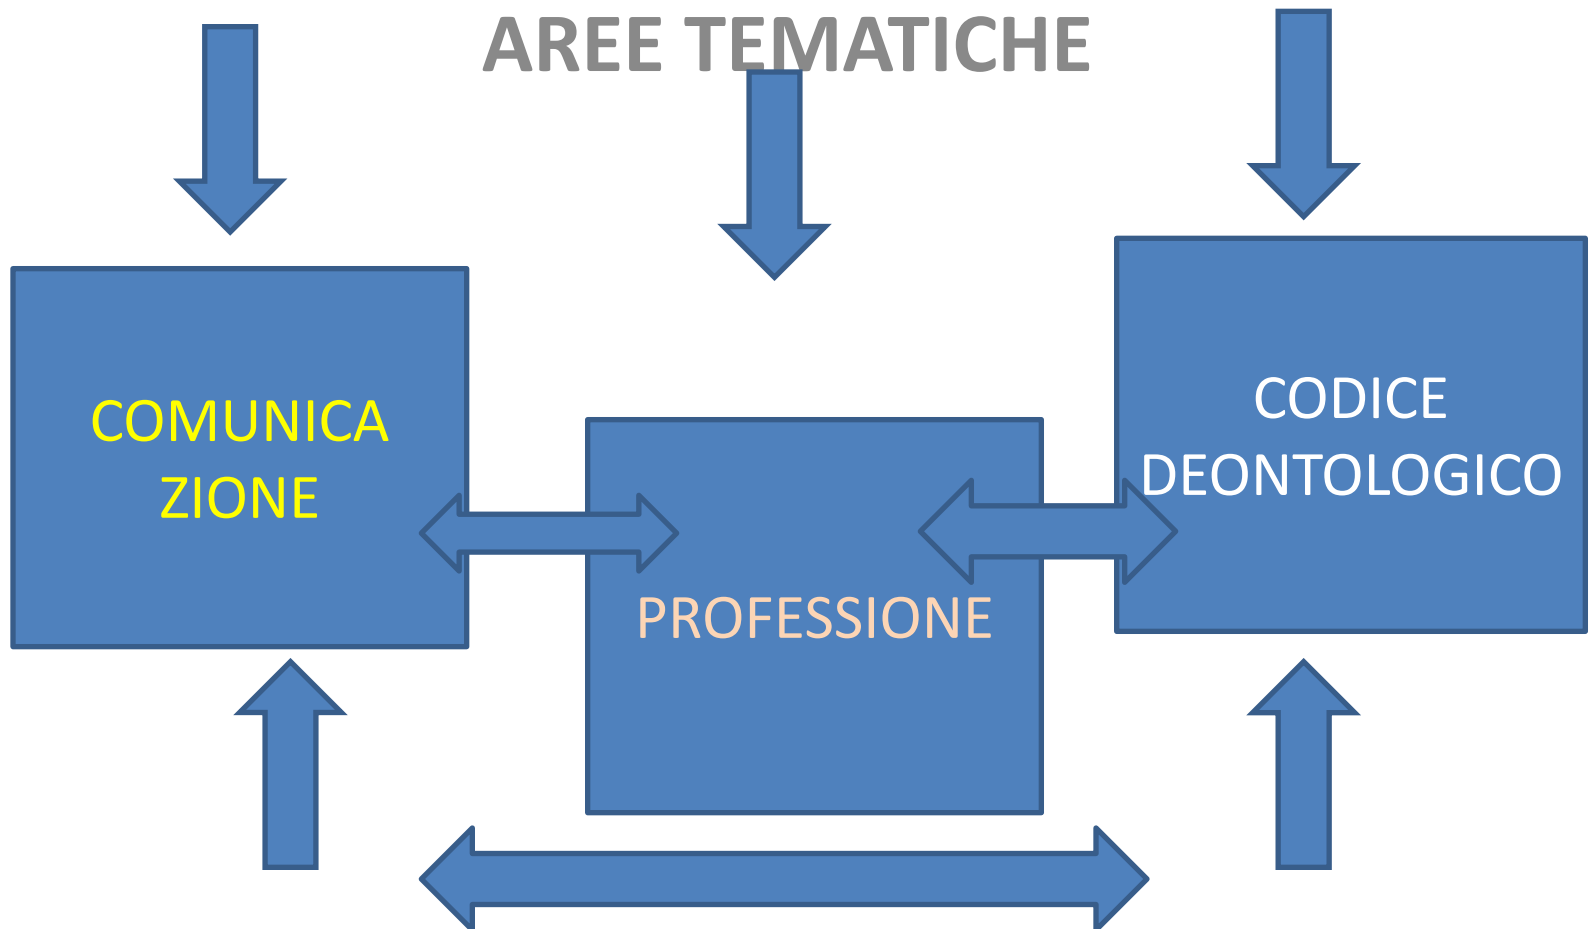 AREE TEMATICHE
COMUNICA
ZIONE
PROFESSIONE
CODICE
DEONTOLOGICO